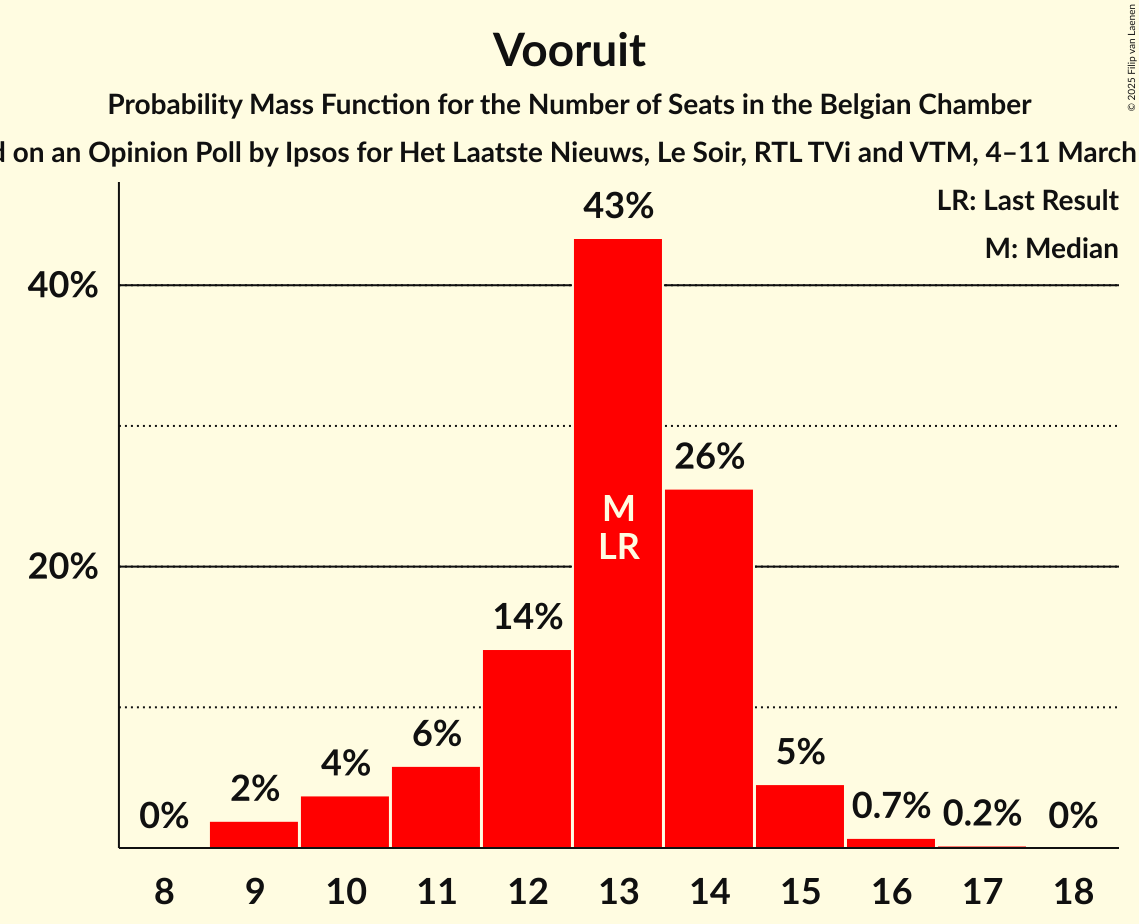 Vooruit
Probability Mass Function for the Number of Seats in the Belgian Chamber
on an Opinion Poll by Ipsos for Het Laatste Nieuws, Le Soir, RTL TVi and VTM, 4–11 March
© 2025 Filip van Laenen
LR: Last Result
M: Median
43%
40%
26%
M
LR
20%
14%
6%
4%
2%
0%
5%
0.7%
0.2%
0%
8 9 10 11 12 13 14 15 16 17 18